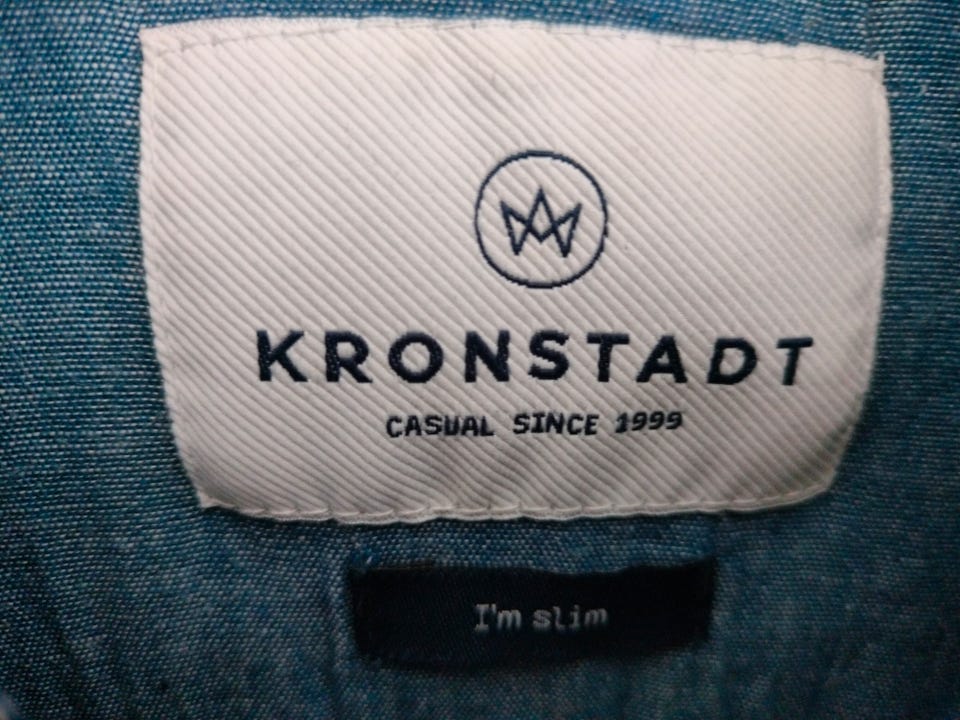 KRONSTADT
CASUAL SINCE 1999
I'm slim